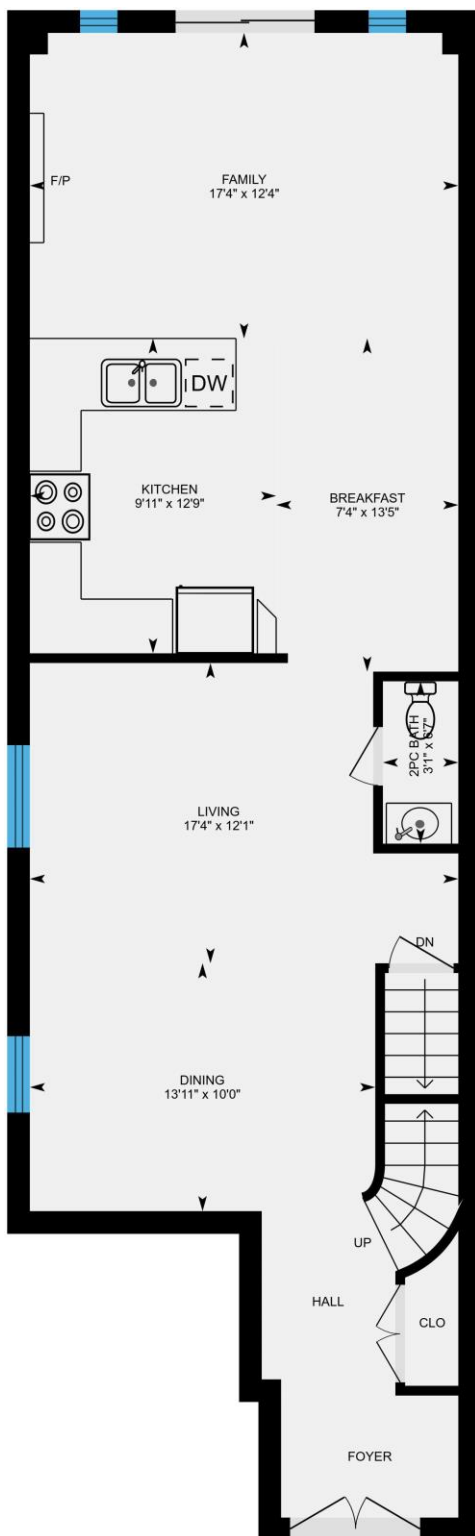 F/P
FAMILY
17'4" x 12'4"
DW
KITCHEN
9'11" x 12'9"
BREAKFAST
7'4" x 13'5"
2PC BATH
3'1" x 6'7"
LIVING
17'4" x 12'1"
DN
DINING
13'11" x 10'0"
UP
HALL
CLO
FOYER